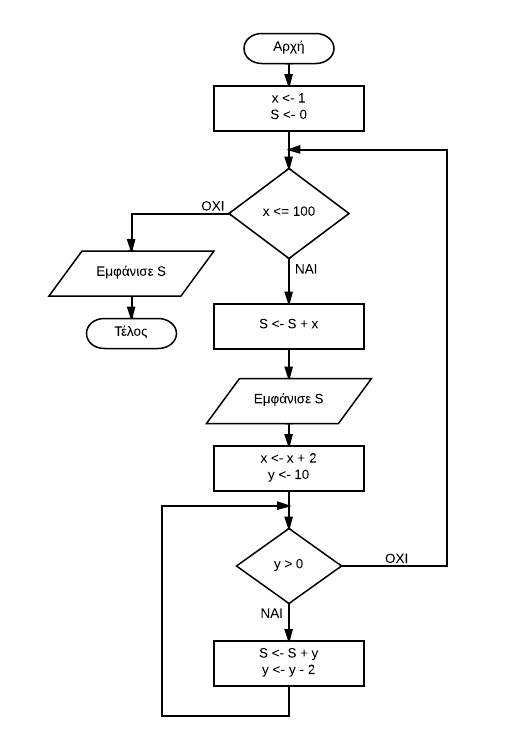 Αρχή
x <- 1
S <- 0
x <= 100
ΟΧΙ
Εμφάνισε S
Τέλος
ΝΑΙ
S <- S + x
Εμφάνισε S
x <- x + 2
y <- 10
y > 0
ΟΧΙ
ΝΑΙ
S <- S + y
y <- y - 2